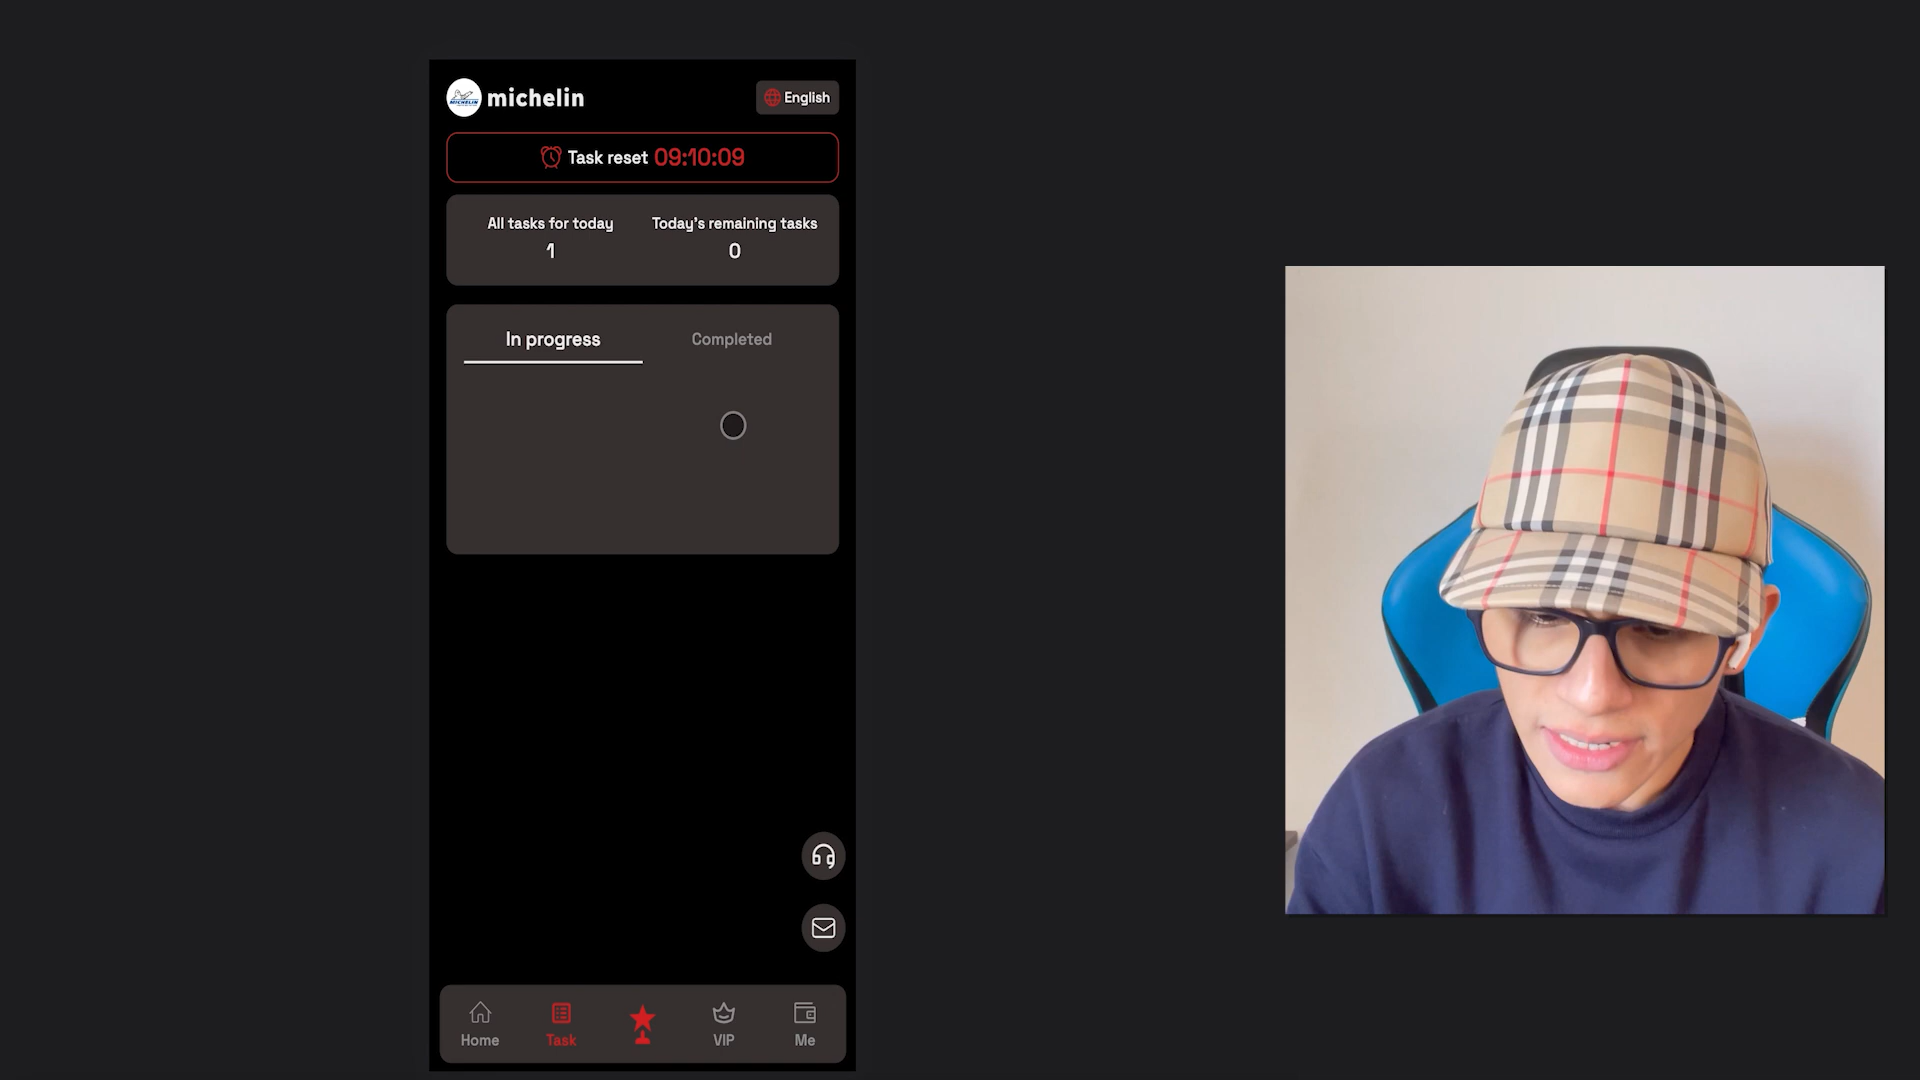 MICHELIN
michelin
English
Task reset 09:10:09
All tasks for today
1
Today's remaining tasks
0
In progress
Completed
Home
Task
VIP
Me